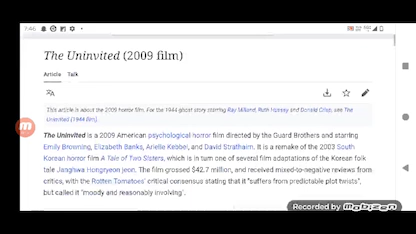 7:46
The Uninvited (2009 film)
Article Talk
This article is about the 2009 horror film. For the 1944 ghost story starring Ray Milland, Ruth Hussey and Donald Crisp, see The
Uninvited (1944 film).
The Uninvited is a 2009 American psychological horror film directed by the Guard Brothers and starring
Emily Browning, Elizabeth Banks, Arielle Kebbel, and David Strathairn. It is a remake of the 2003 South
Korean horror film A Tale of Two Sisters, which is in turn one of several film adaptations of the Korean folk
tale Janghwa Hongryeon jeon. The film grossed $42.7 million, and received mixed-to-negative reviews from
critics, with the Rotten Tomatoes' critical consensus stating that it "suffers from predictable plot twists",
but called it "moody and reasonably involving".
Recorded by mobizen